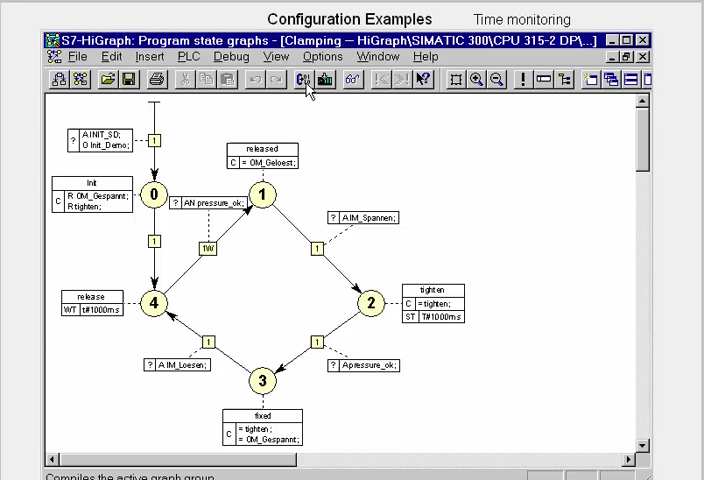 Configuration Examples Time monitoring
S7-HiGraph: Program state graphs - [Clamping -- HiGraph\SIMATIC 300\CPU 315-2 DP\...]
File Edit Insert PLC Debug View Options Window Help
? A INIT_SD;
O Init_Demo;
1
released
C = OM_Geloest;
Init
C R OM_Gespannt;
R tighten;
0
? AN pressure_ok;
1
? A IM_Spannen;
1
1W
1
release
WT t#1000ms
4
2
tighten
C = tighten;
ST T#1000ms
1
1
? A IM_Loesen;
? A pressure_ok;
3
fixed
C = tighten;
= OM_Gespannt;
Compiles the active graph group